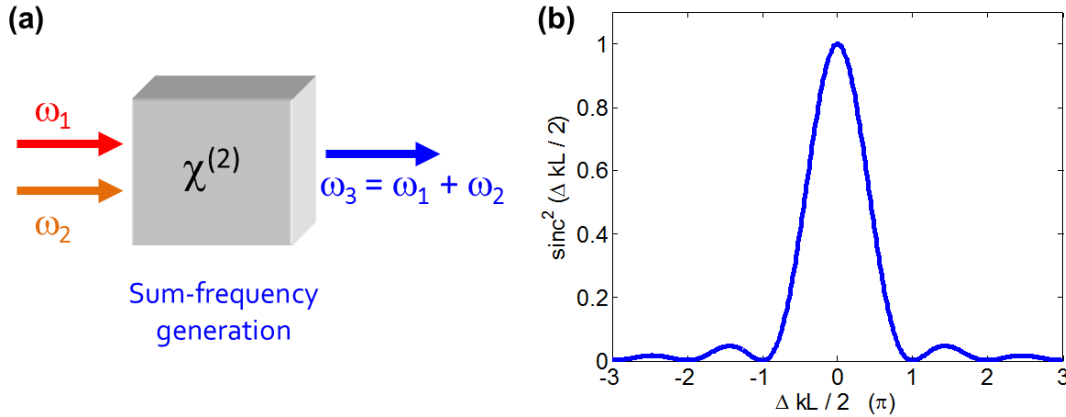 (a)
ω₁
ω₂
χ⁽²⁾
ω₃ = ω₁ + ω₂
Sum-frequency
generation
(b)
sinc² (Δ kL / 2)
1
0.8
0.6
0.4
0.2
0
-3 -2 -1 0 1 2 3
Δ kL / 2 (π)